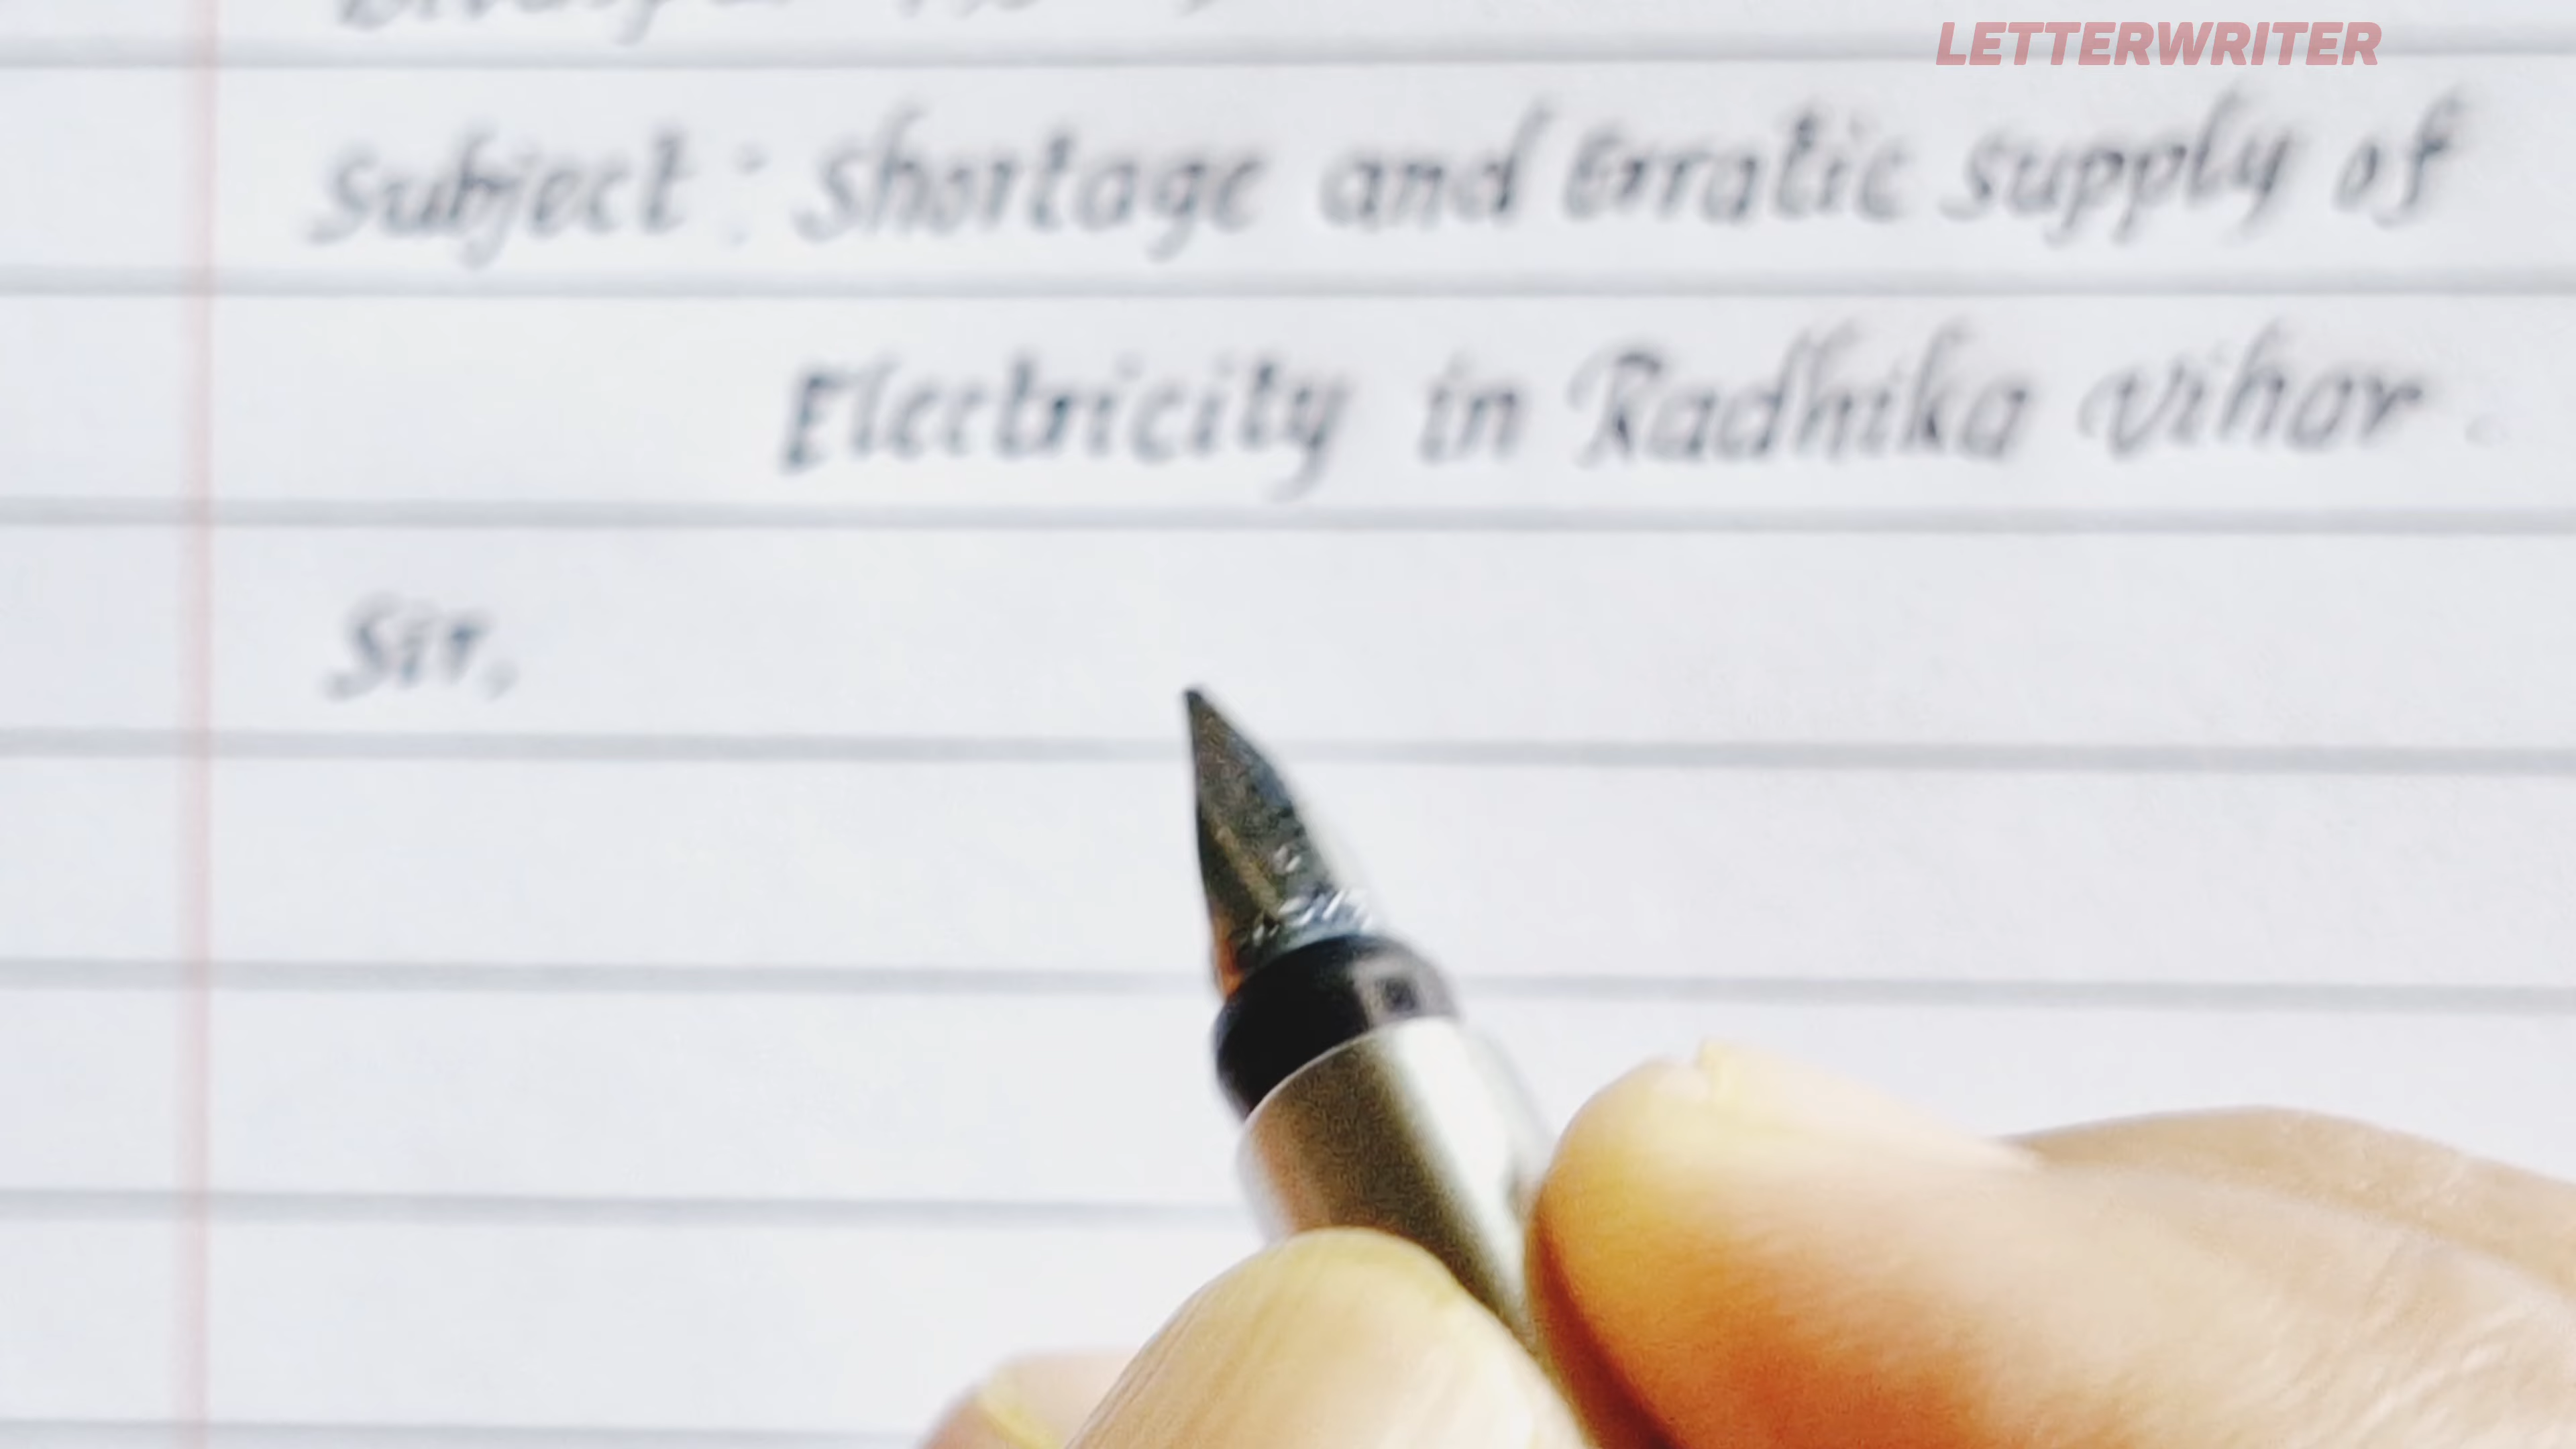 LETTERWRITER
Subject : Shortage and Erratic Supply of
Electricity in Radhika Vihar.
Sir,